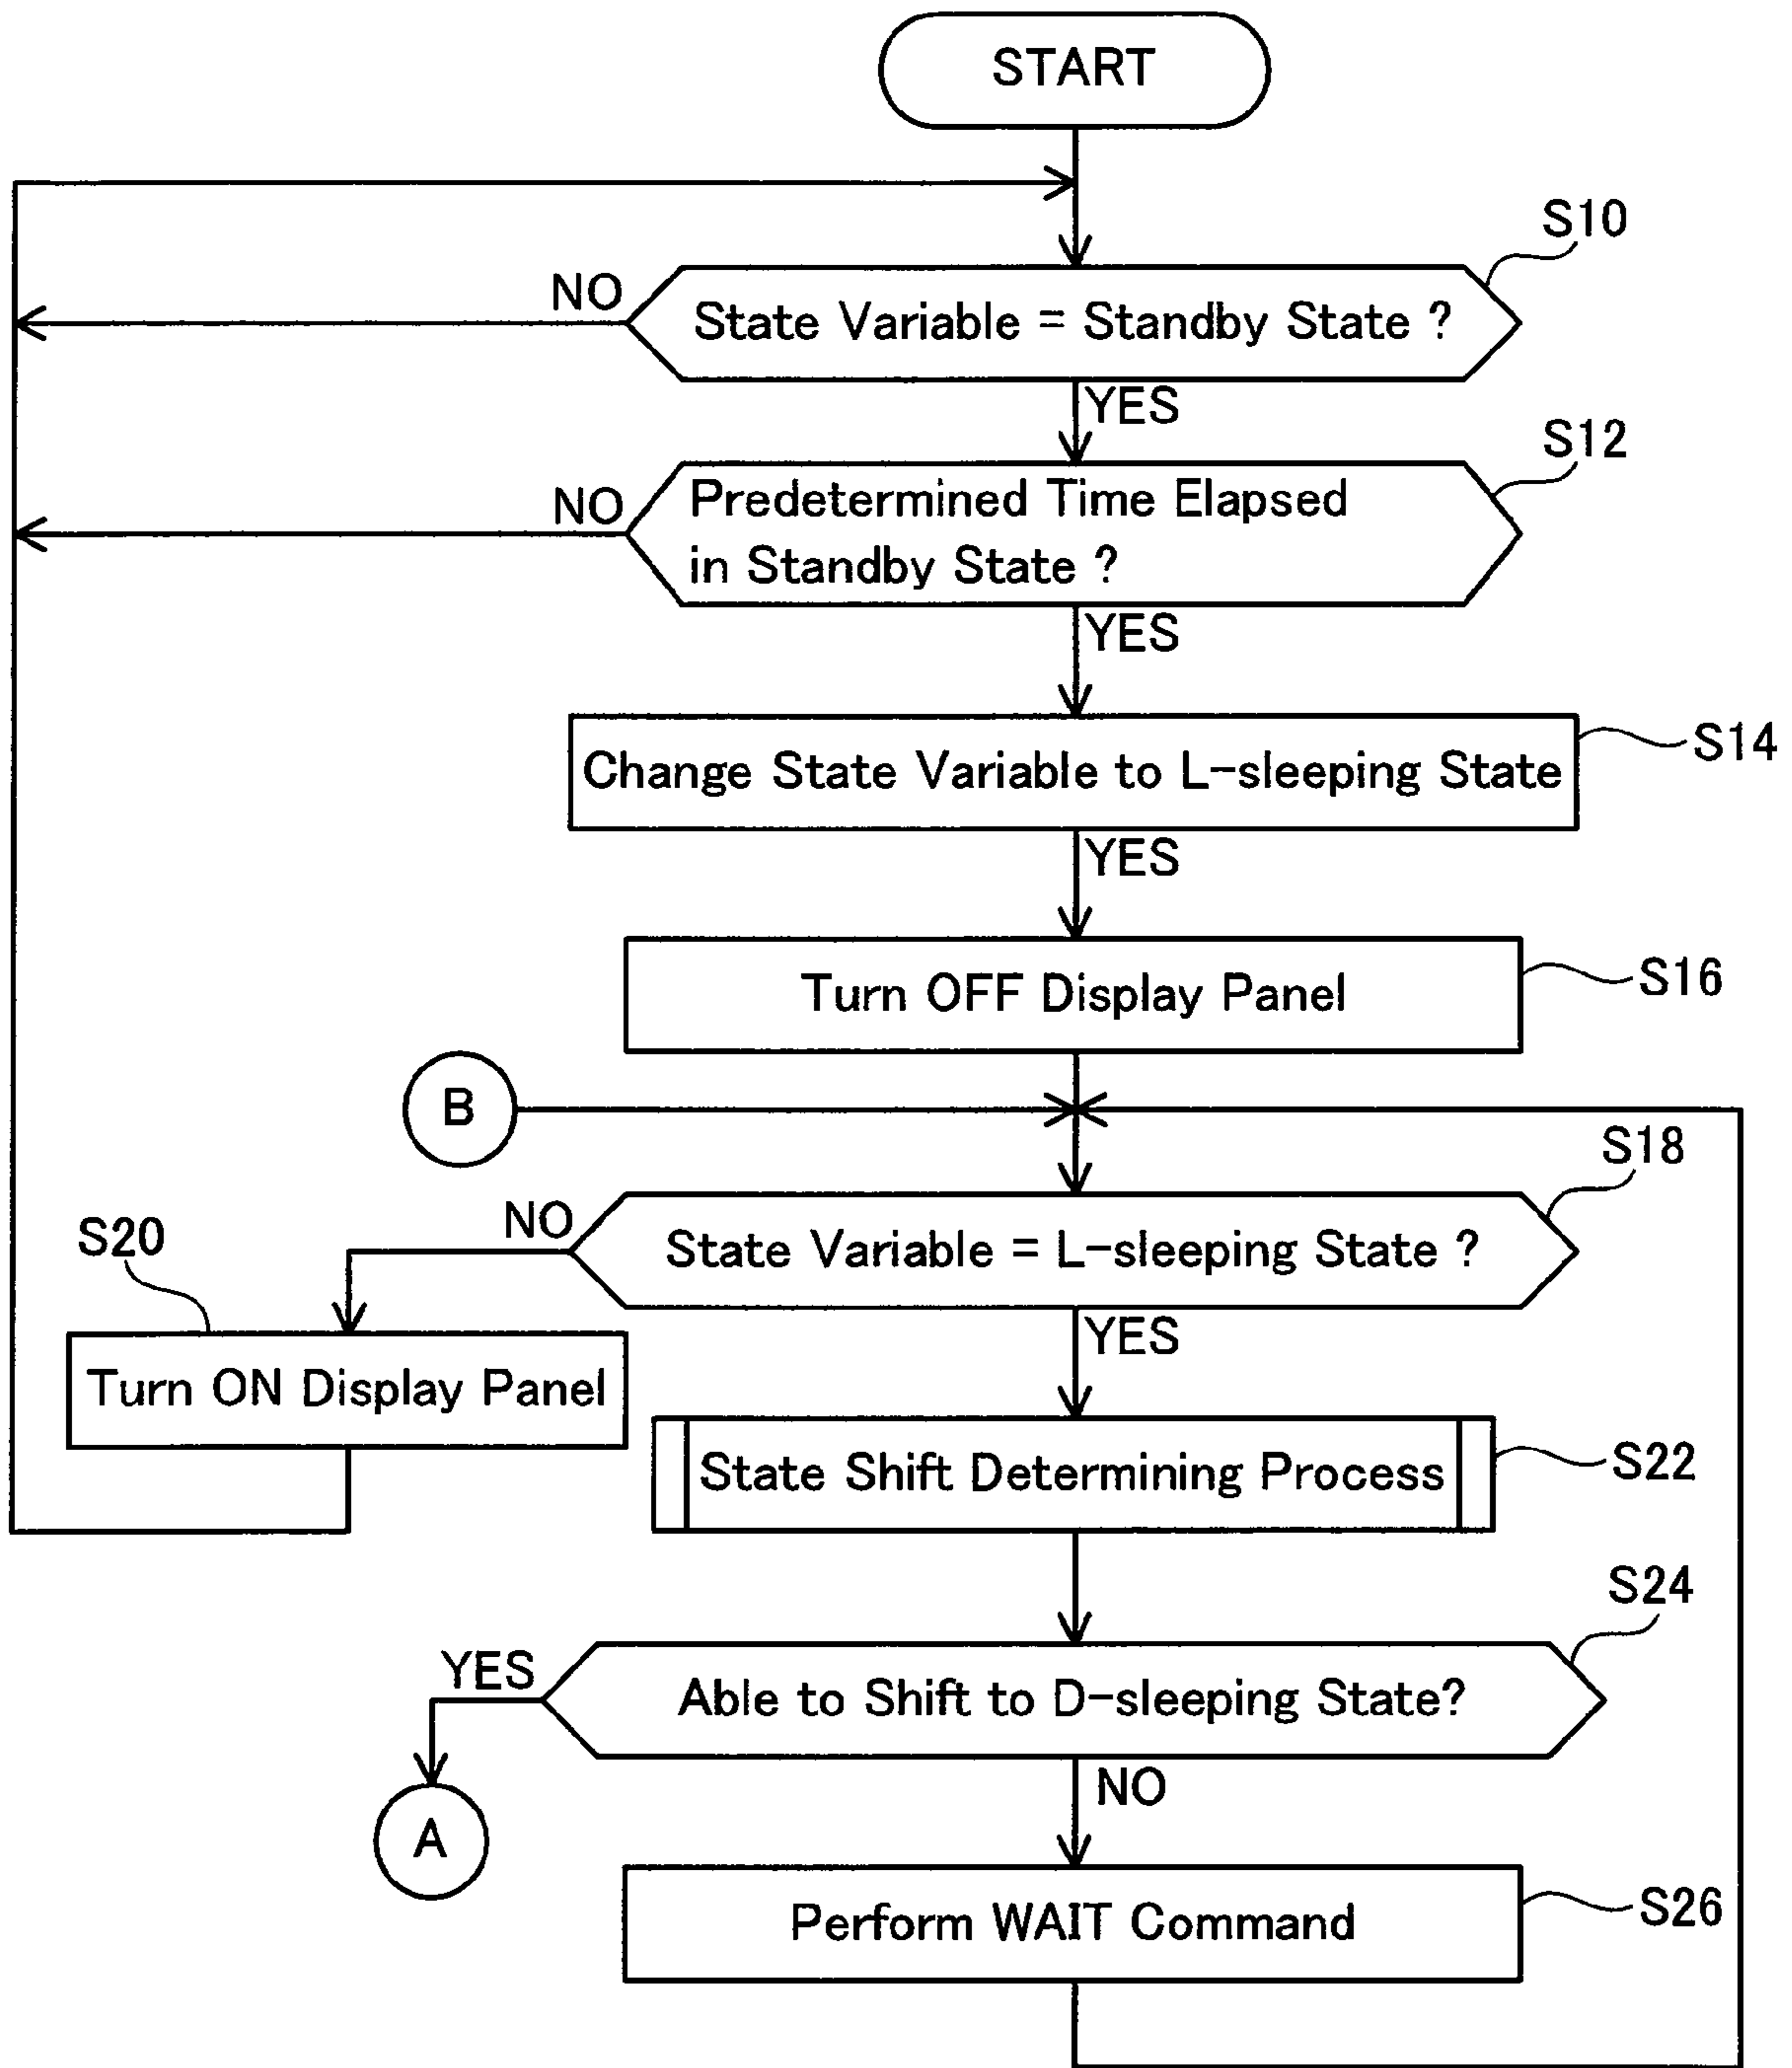 START
S10
NO
State Variable = Standby State ?
YES
S12
NO
Predetermined Time Elapsed
in Standby State ?
YES
S14
Change State Variable to L-sleeping State
YES
S16
Turn OFF Display Panel
B
S18
NO
State Variable = L-sleeping State ?
S20
YES
Turn ON Display Panel
State Shift Determining Process
S22
S24
YES
Able to Shift to D-sleeping State?
NO
A
Perform WAIT Command
S26